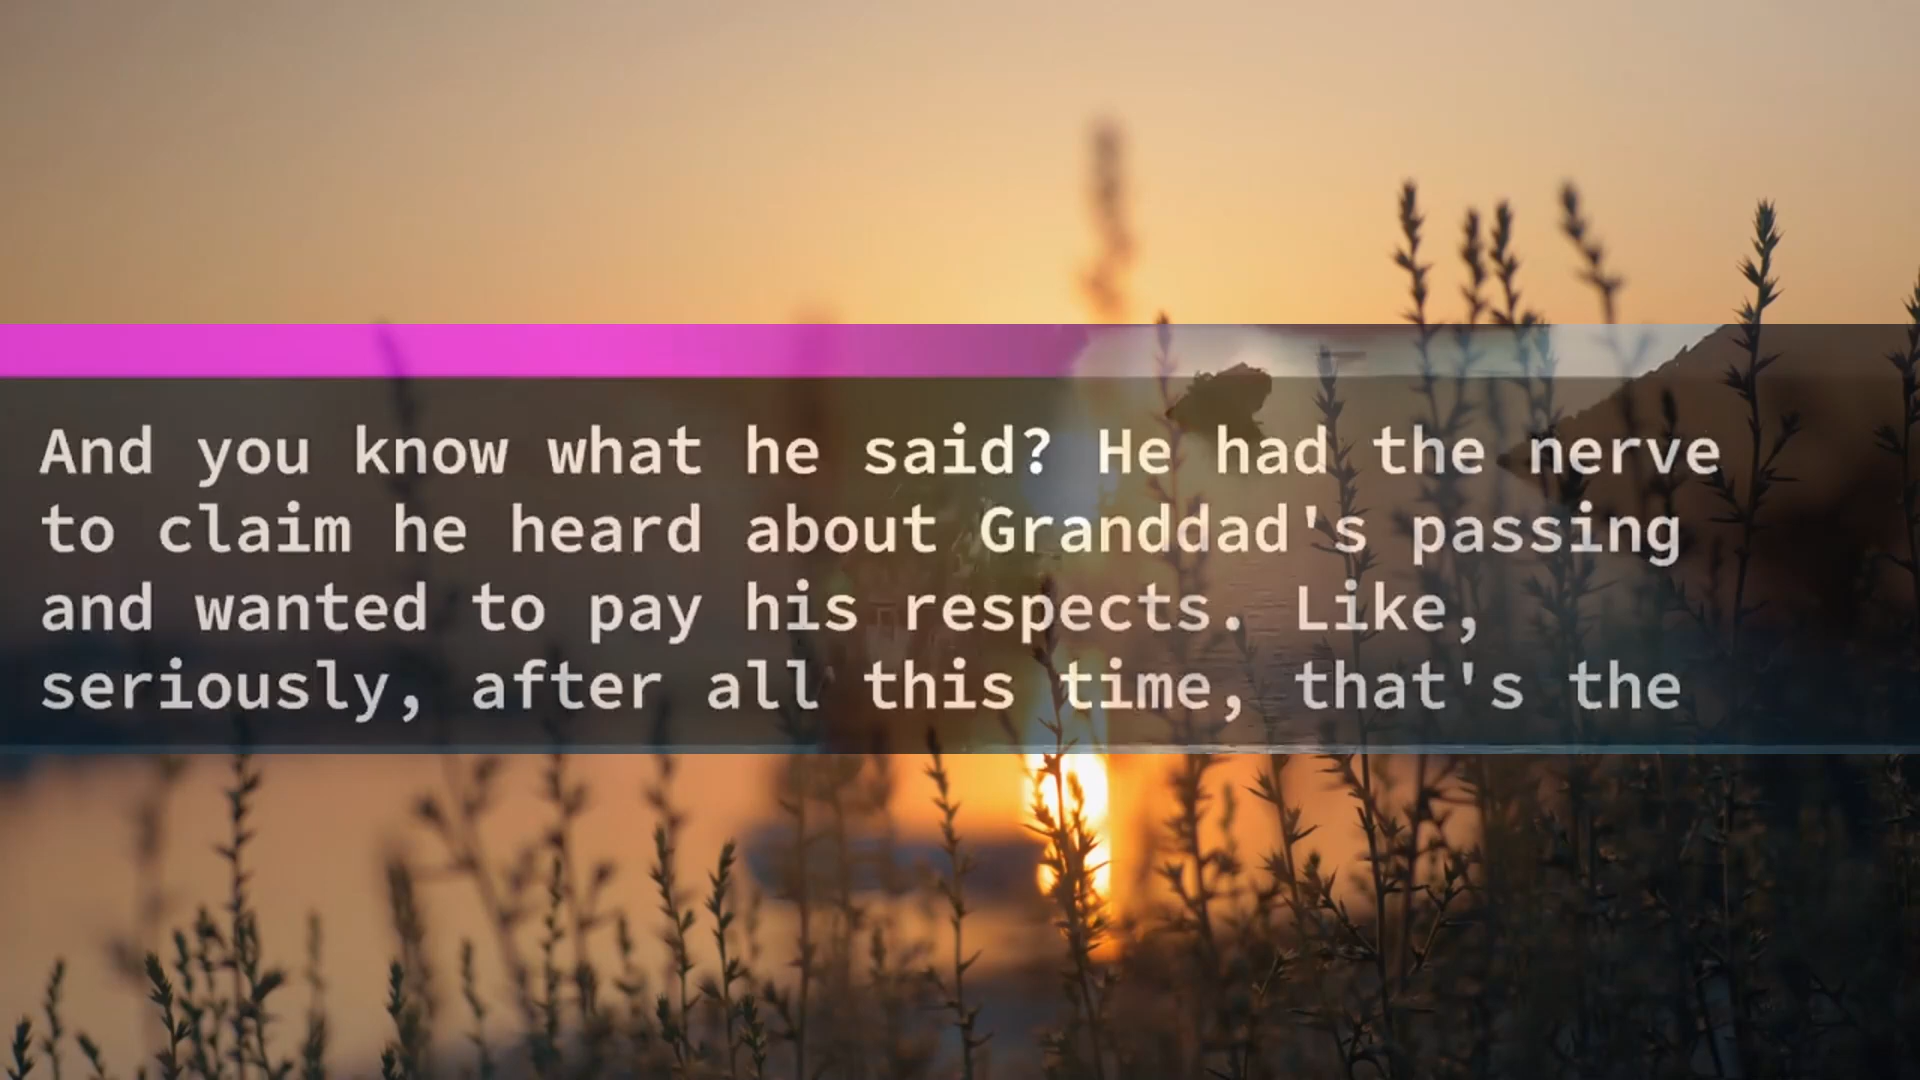 And you know what he said? He had the nerve
to claim he heard about Granddad's passing
and wanted to pay his respects. Like,
seriously, after all this time, that's the